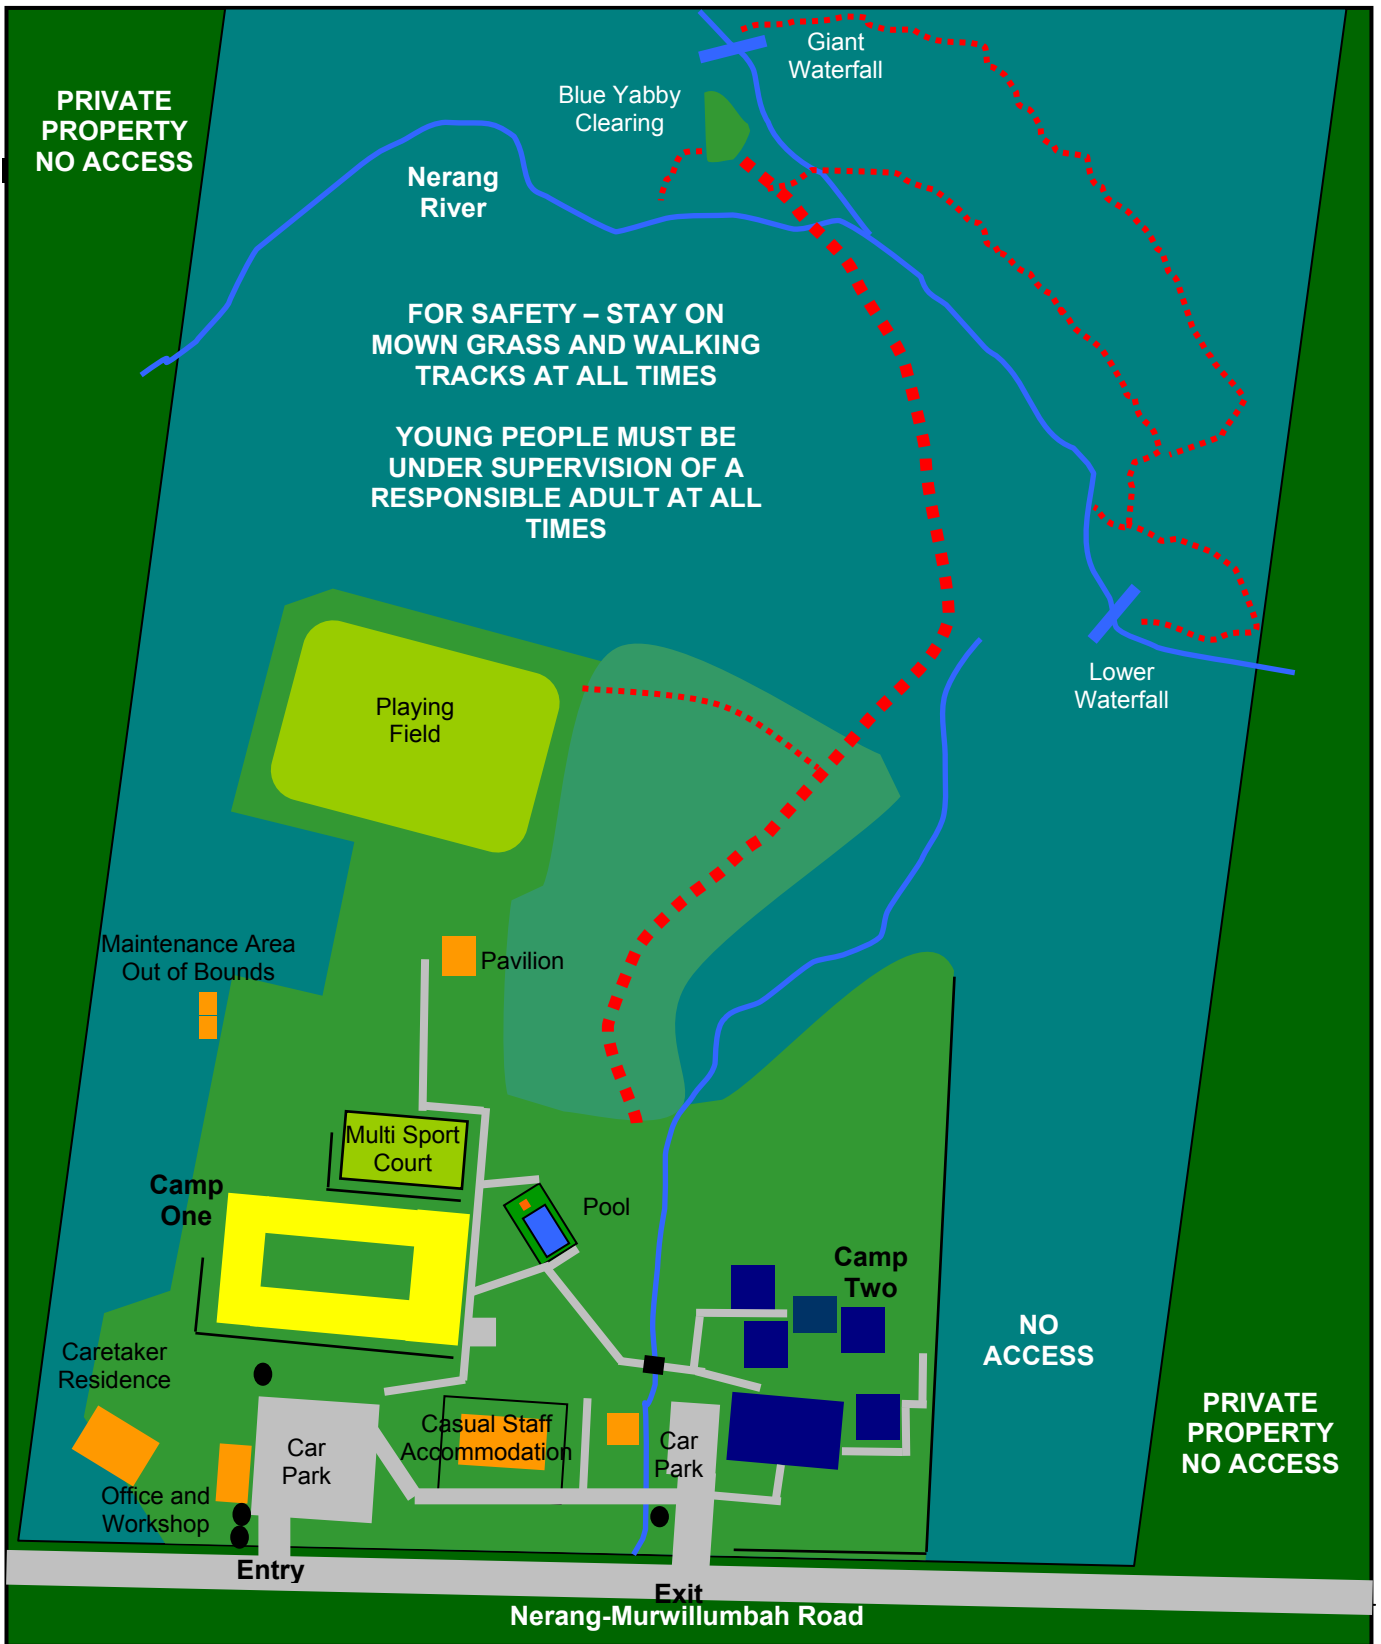 Giant
Waterfall
Blue Yabby
Clearing
PRIVATE
PROPERTY
NO ACCESS
Nerang
River
FOR SAFETY – STAY ON
MOWN GRASS AND WALKING
TRACKS AT ALL TIMES
YOUNG PEOPLE MUST BE
UNDER SUPERVISION OF A
RESPONSIBLE ADULT AT ALL
TIMES
Lower
Waterfall
Playing
Field
Maintenance Area
Out of Bounds
Pavilion
Multi Sport
Court
Camp
One
Pool
Camp
Two
NO
ACCESS
Caretaker
Residence
PRIVATE
PROPERTY
NO ACCESS
Casual Staff
Accommodation
Car
Park
Car
Park
Office and
Workshop
Entry
Exit
Nerang-Murwillumbah Road